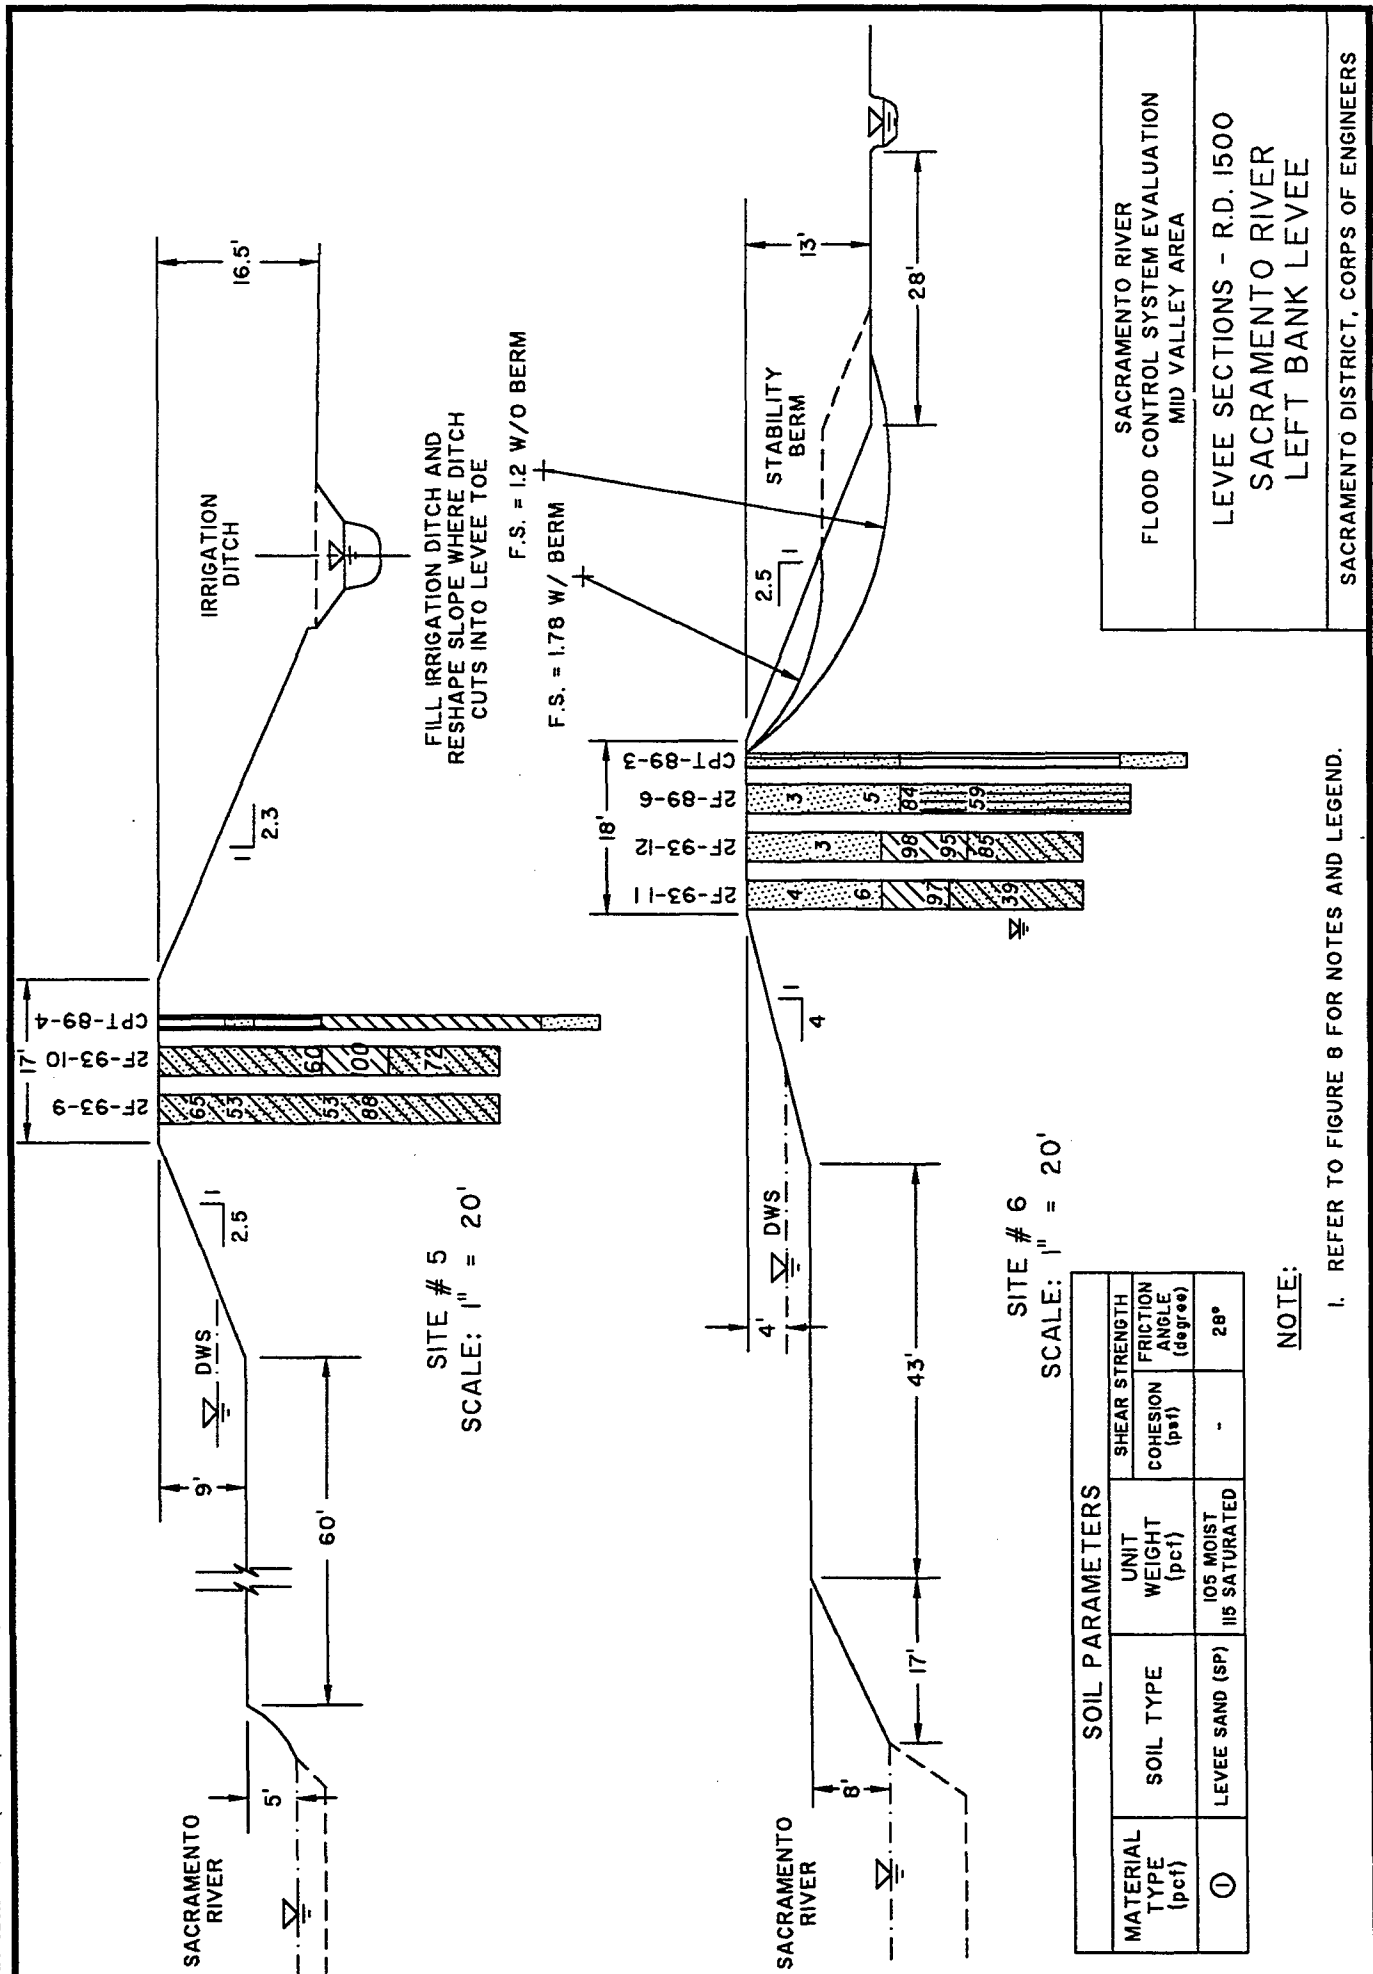 SACRAMENTO
RIVER
5'
60'
9'
DWS
1
2.5
17'
2F-93-9
2F-93-10
CPT-89-4
65
53
53
88
60
100
72
1
2.3
IRRIGATION
DITCH
16.5'
FILL IRRIGATION DITCH AND
RESHAPE SLOPE WHERE DITCH
CUTS INTO LEVEE TOE
SITE # 5
SCALE: 1" = 20'
F.S. = 1.2 W/O BERM
F.S. = 1.78 W/ BERM
SACRAMENTO
RIVER
8'
17'
43'
4'
DWS
1
4
18'
2F-93-11
2F-93-12
2F-89-6
CPT-89-3
4
6
97
39
3
98
95
85
3
5
84
59
2.5
1
STABILITY
BERM
13'
28'
SITE # 6
SCALE: 1" = 20'
SOIL PARAMETERS
MATERIAL
TYPE
(pcf)
SOIL TYPE
UNIT
WEIGHT
(pcf)
SHEAR STRENGTH
COHESION
(psf)
FRICTION
ANGLE
(degree)
1
LEVEE SAND (SP)
105 MOIST
115 SATURATED
-
28°
NOTE:
1. REFER TO FIGURE 8 FOR NOTES AND LEGEND.
SACRAMENTO RIVER
FLOOD CONTROL SYSTEM EVALUATION
MID VALLEY AREA
LEVEE SECTIONS - R.D. 1500
SACRAMENTO RIVER
LEFT BANK LEVEE
SACRAMENTO DISTRICT, CORPS OF ENGINEERS